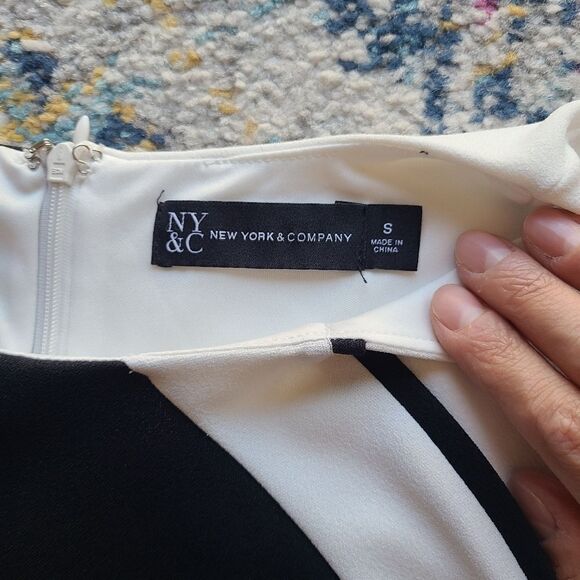 NY
&C
NEW YORK & COMPANY
S
MADE IN
CHINA